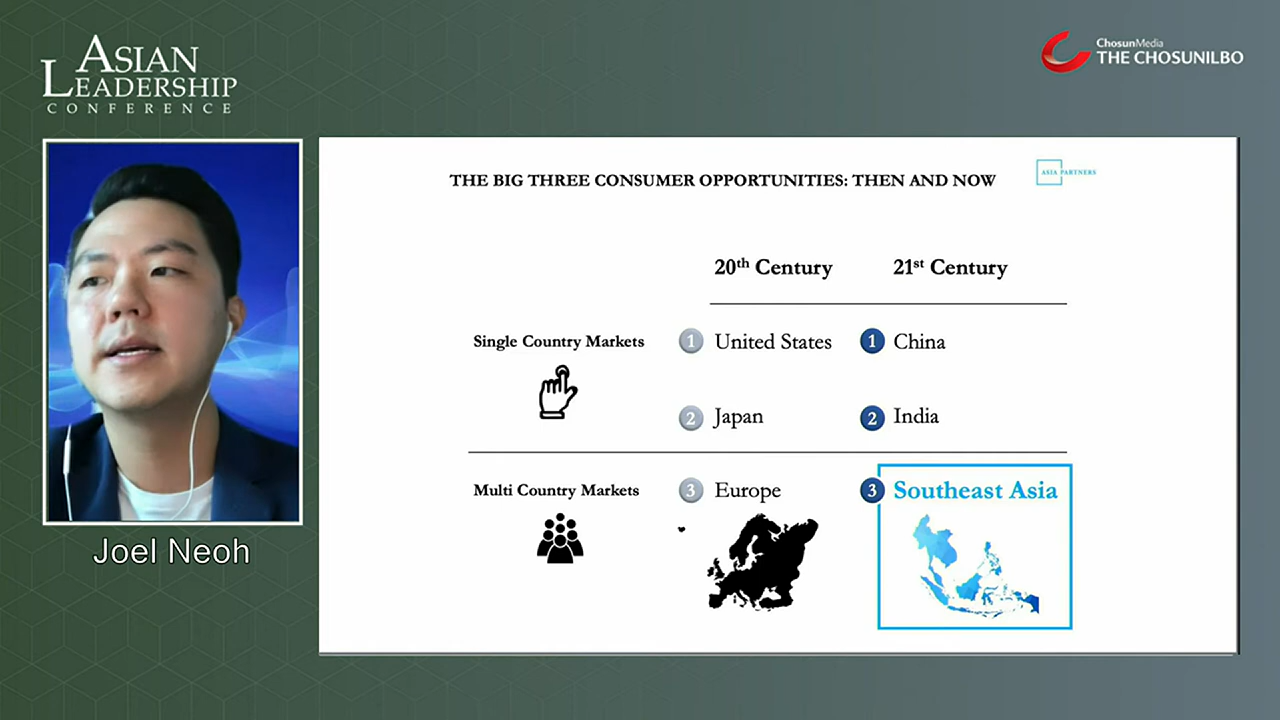 ASIAN
LEADERSHIP
CONFERENCE
ChosunMedia
THE CHOSUNILBO
THE BIG THREE CONSUMER OPPORTUNITIES: THEN AND NOW
ASIA PARTNERS
20th Century
21st Century
Single Country Markets
1 United States
1 China
2 Japan
2 India
Multi Country Markets
3 Europe
3 Southeast Asia
Joel Neoh